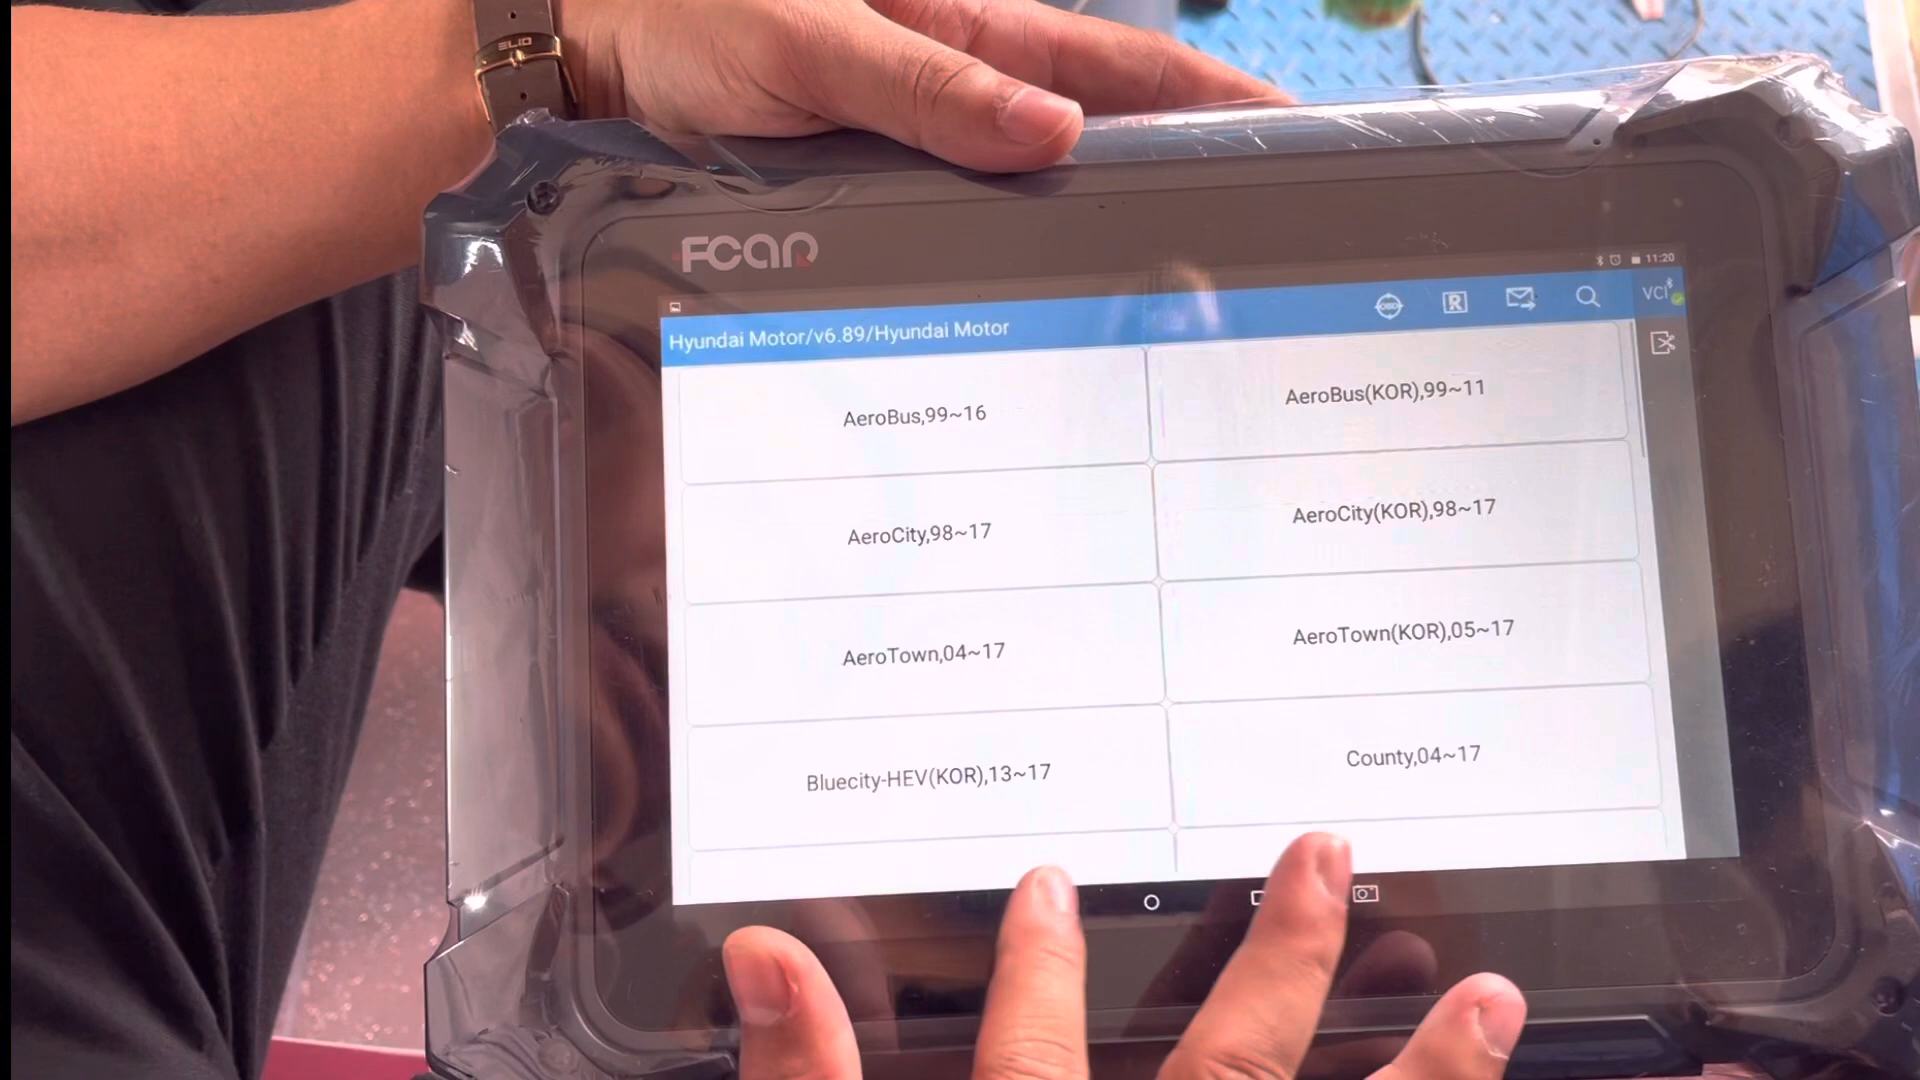 ELIO
FCAR
11:20
Hyundai Motor/v6.89/Hyundai Motor
OBD
R
VCI
AeroBus,99~16
AeroBus(KOR),99~11
AeroCity,98~17
AeroCity(KOR),98~17
AeroTown,04~17
AeroTown(KOR),05~17
Bluecity-HEV(KOR),13~17
County,04~17